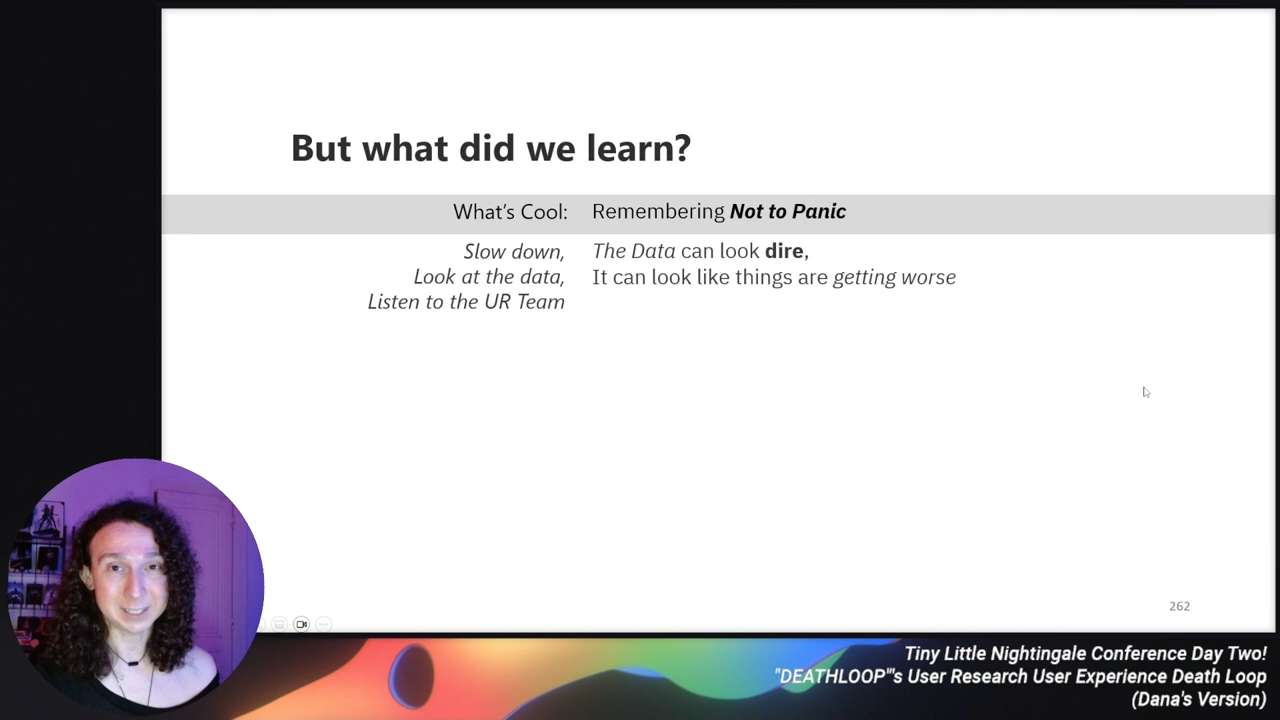 But what did we learn?
What's Cool: Remembering Not to Panic
Slow down, The Data can look dire,
Look at the data, It can look like things are getting worse
Listen to the UR Team
262
Tiny Little Nightingale Conference Day Two!
"DEATHLOOP"'s User Research User Experience Death Loop
(Dana's Version)